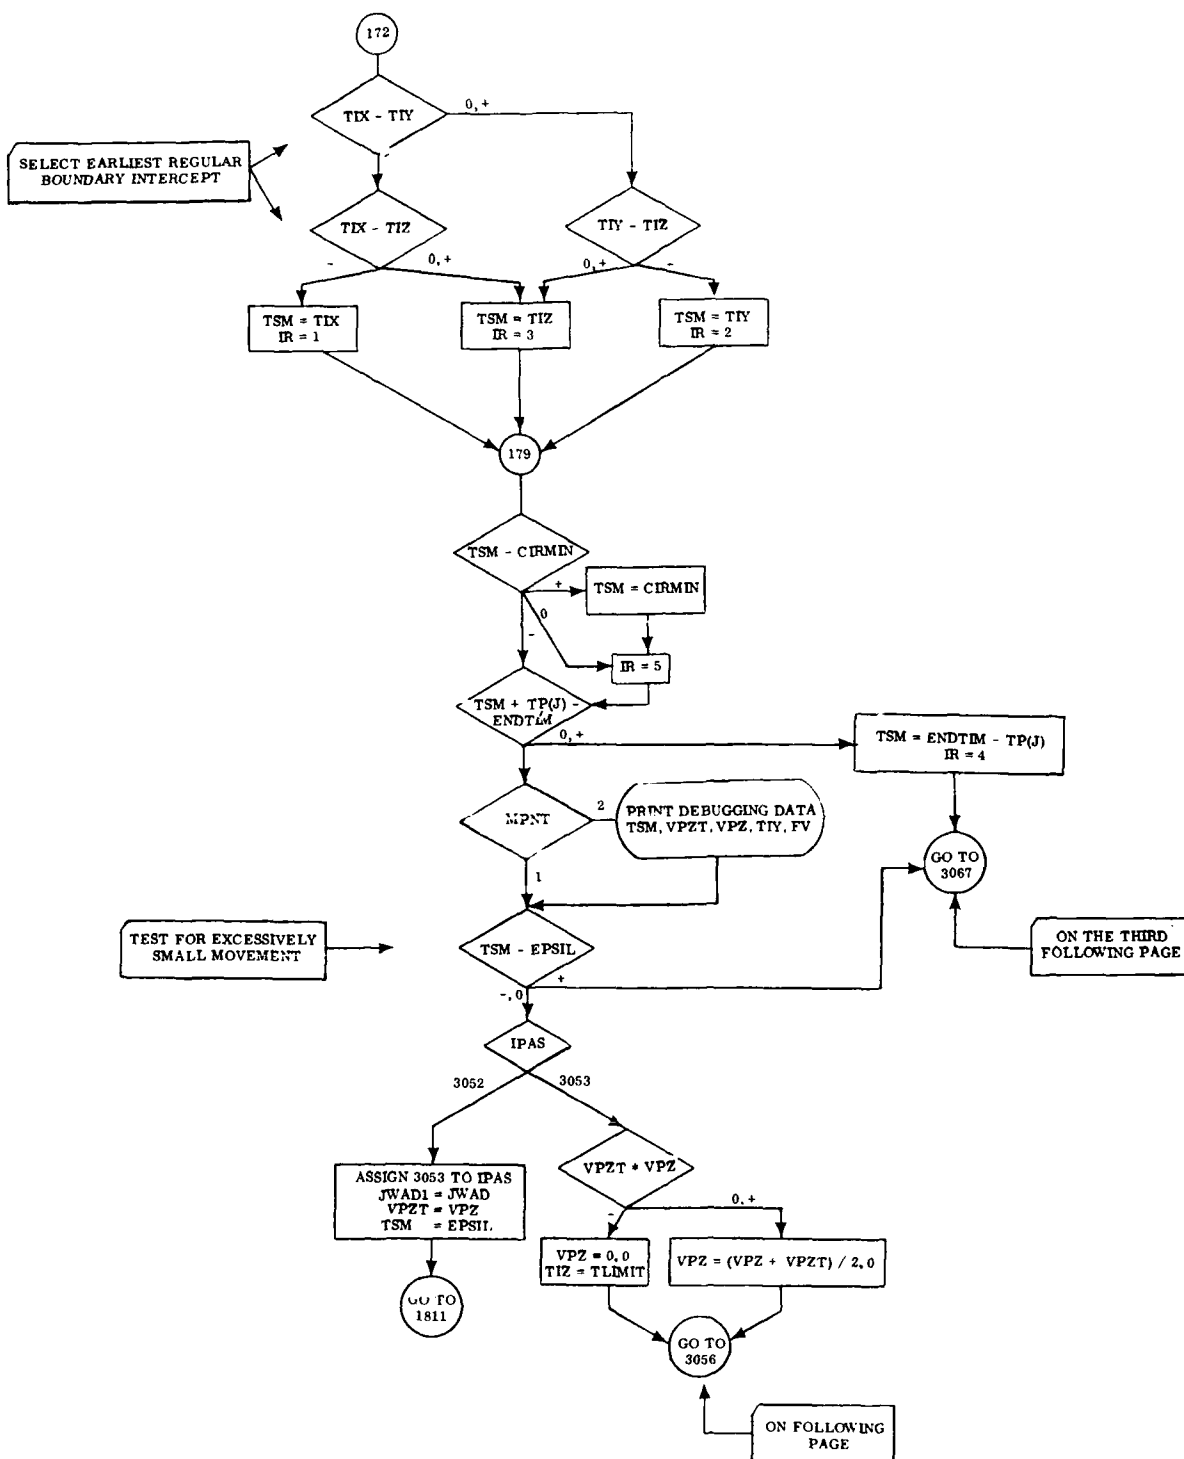 172
TIX - TIY
0,+
SELECT EARLIEST REGULAR
BOUNDARY INTERCEPT
-
TIX - TIZ
TIY - TIZ
-
0,+
0,+
-
TSM = TIX
IR = 1
TSM = TIZ
IR = 3
TSM = TIY
IR = 2
179
TSM - CIRMIN
+
TSM = CIRMIN
0
-
IR = 5
TSM + TP(J) -
ENDTIM
0,+
TSM = ENDTIM - TP(J)
IR = 4
MPNT
2
PRINT DEBUGGING DATA
TSM, VPZT, VPZ, TIY, FV
1
GO TO
3067
TEST FOR EXCESSIVELY
SMALL MOVEMENT
TSM - EPSIL
ON THE THIRD
FOLLOWING PAGE
+
-,0
IPAS
3052
3053
ASSIGN 3053 TO IPAS
JWAD1 = JWAD
VPZT = VPZ
TSM = EPSIL
VPZT * VPZ
-
0,+
VPZ = 0.0
TIZ = TLIMIT
VPZ = (VPZ + VPZT) / 2.0
GO TO
1811
GO TO
3056
ON FOLLOWING
PAGE